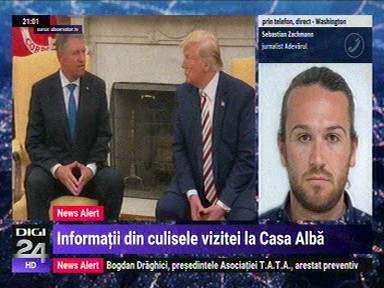 21:01
sursa: albumator.tv
prin telefon, direct - Washington
Sebastian Zachmann
jurnalist Adevărul
News Alert
Informații din culisele vizitei la Casa Albă
DIGI
24
HD
News Alert
Bogdan Drăghici, președintele Asociației T.A.T.A., arestat preventiv